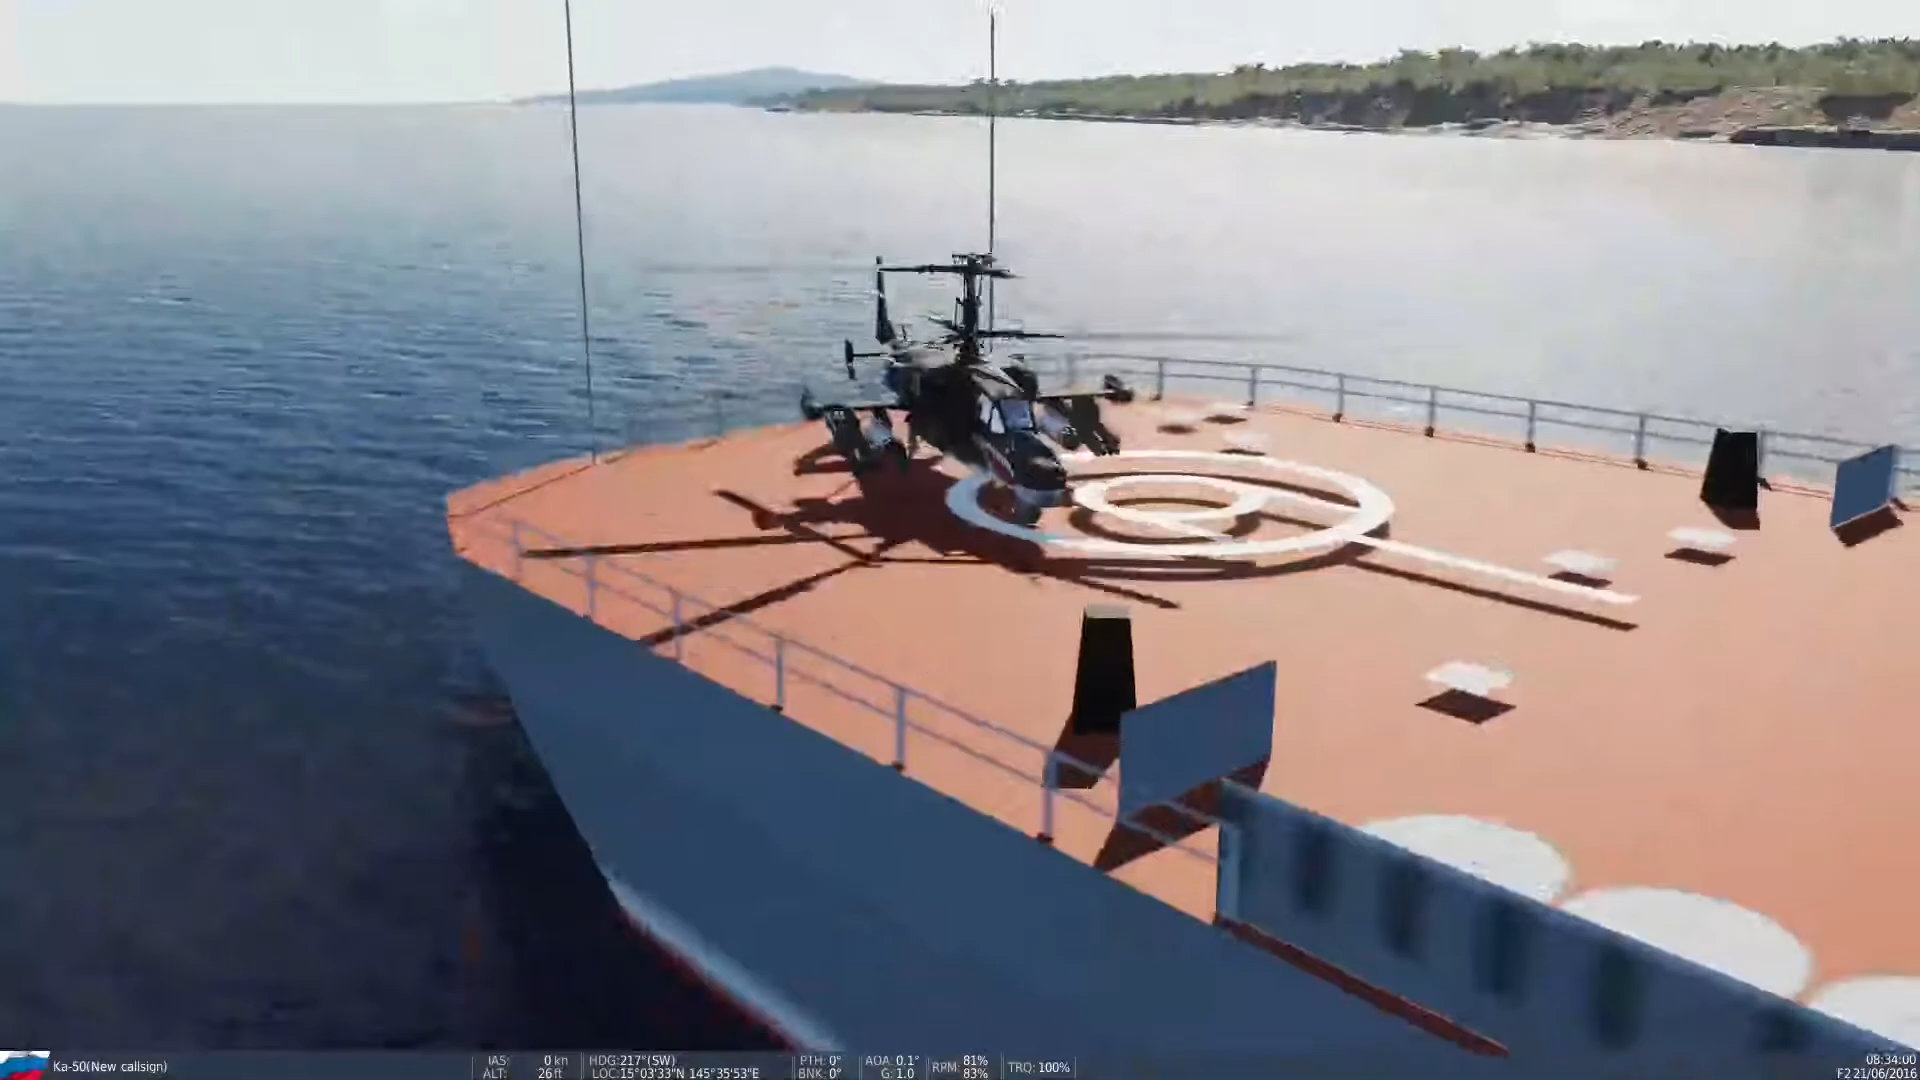 Ka-50(New callsign)
IAS: 0 kn HDG:217°(SW) PTH: 0° AOA: 0.1° RPM: 81% TRQ: 100% 08:34:00
ALT: 26 ft LOC:15°03'33"N 145°35'53"E BNK: 0° G: 1.0 83% F2 21/06/2016